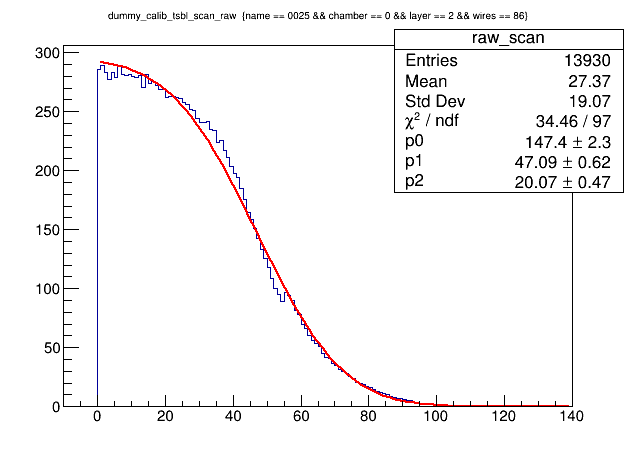 dummy_calib_tsbl_scan_raw {name == 0025 && chamber == 0 && layer == 2 && wires == 86}
raw_scan
Entries 13930
Mean 27.37
Std Dev 19.07
χ² / ndf 34.46 / 97
p0 147.4 ± 2.3
p1 47.09 ± 0.62
p2 20.07 ± 0.47
300
250
200
150
100
50
0
0 20 40 60 80 100 120 140